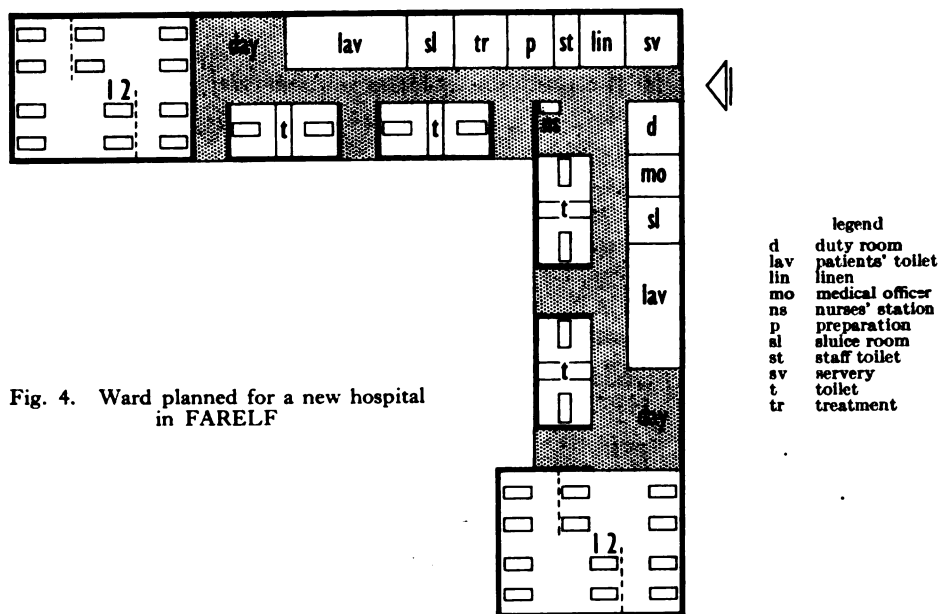 day lav sl tr p st lin sv
12
t t ns d
mo
t sl
lav
t
day
12
Fig. 4. Ward planned for a new hospital
in FARELF
legend
d duty room
lav patients' toilet
lin linen
mo medical officer
ns nurses' station
p preparation
sl sluice room
st staff toilet
sv servery
t toilet
tr treatment